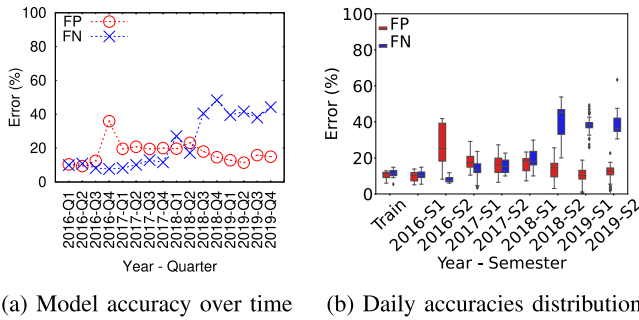 100
FP
FN
80
60
40
20
0
Error (%)
2016-Q1
2016-Q2
2016-Q3
2016-Q4
2017-Q1
2017-Q2
2017-Q3
2017-Q4
2018-Q1
2018-Q2
2018-Q3
2018-Q4
2019-Q1
2019-Q2
2019-Q3
2019-Q4
Year - Quarter
(a) Model accuracy over time
100
FP
FN
80
60
40
20
0
Error (%)
Train
2016-S1
2016-S2
2017-S1
2017-S2
2018-S1
2018-S2
2019-S1
2019-S2
Year - Semester
(b) Daily accuracies distribution